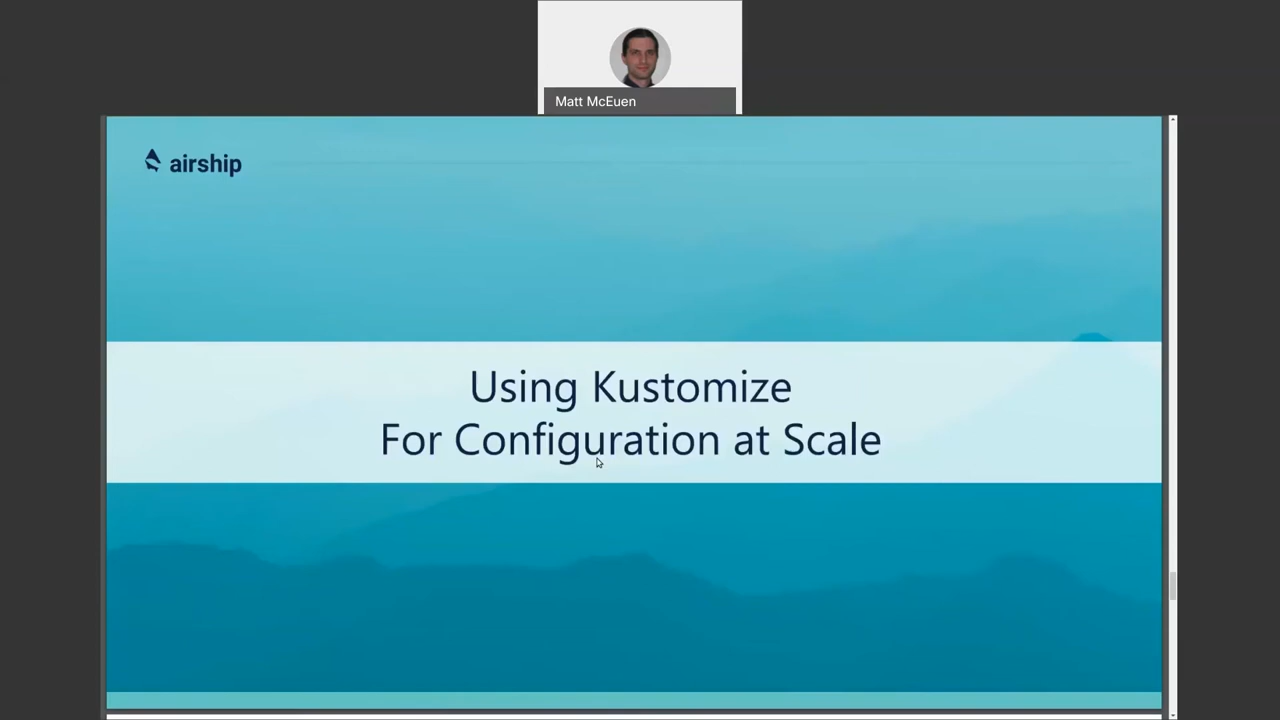 Matt McEuen
airship
Using Kustomize
For Configuration at Scale